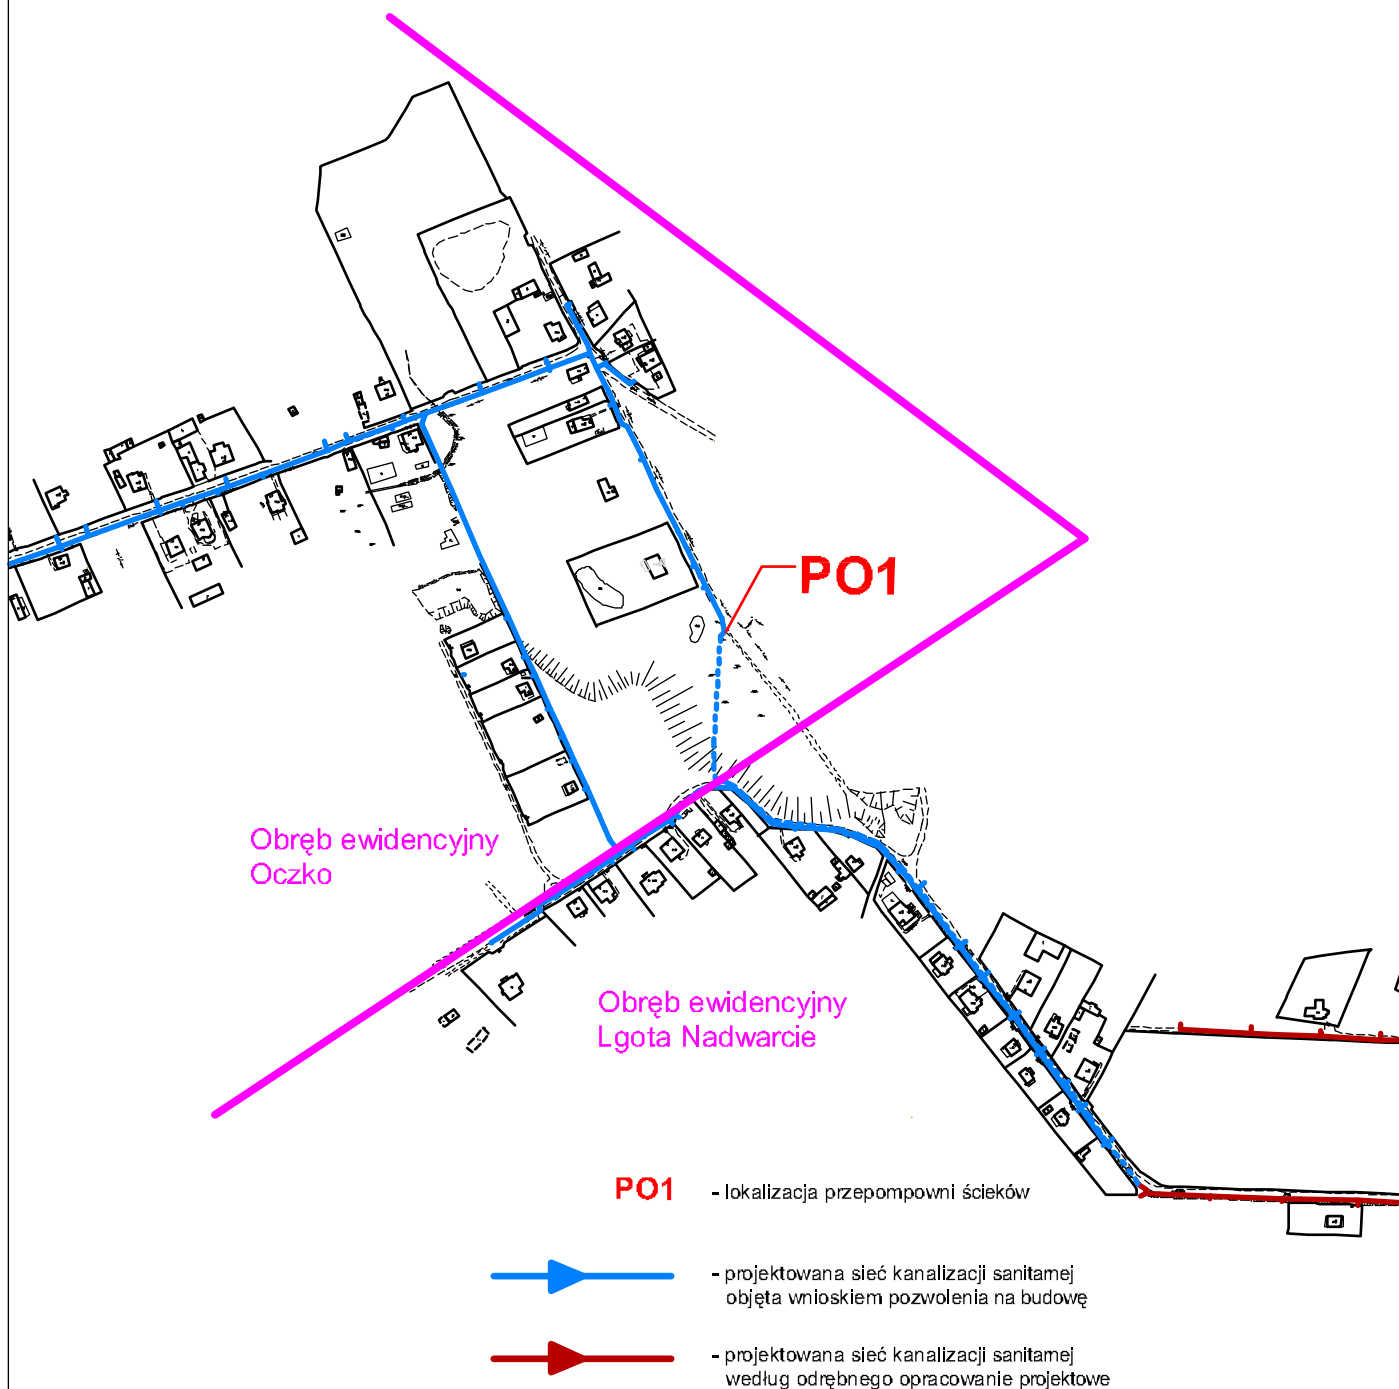 PO1
Obręb ewidencyjny
Oczko
Obręb ewidencyjny
Lgota Nadwarcie
PO1 - lokalizacja przepompowni ścieków
- projektowana sieć kanalizacji sanitarnej
objęta wnioskiem pozwolenia na budowę
- projektowana sieć kanalizacji sanitarnej
według odrębnego opracowanie projektowe